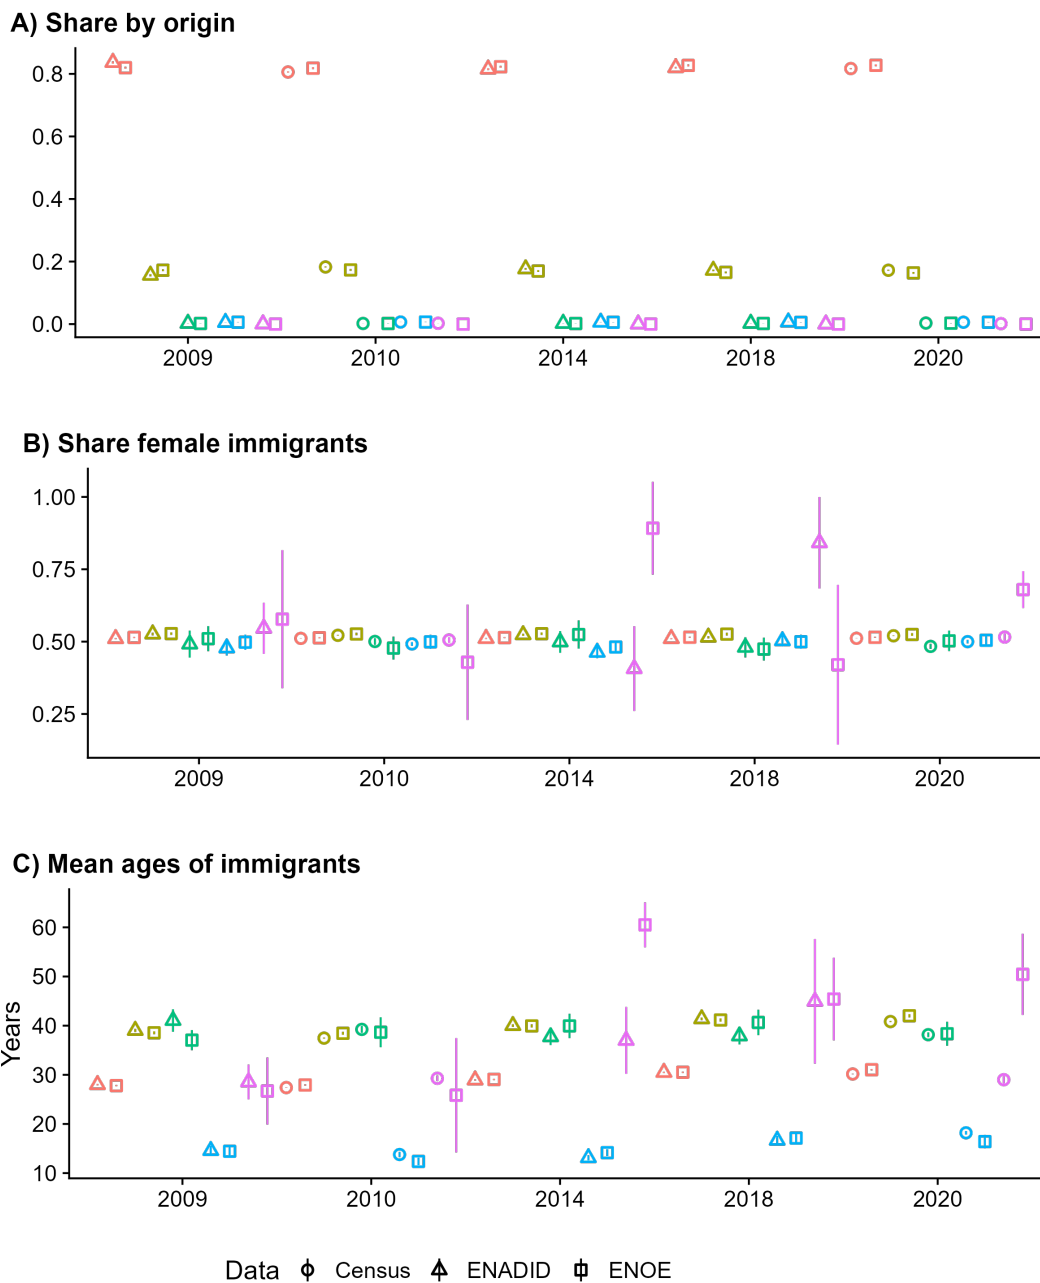 A) Share by origin
0.8
0.6
0.4
0.2
0.0
2009 2010 2014 2018 2020
B) Share female immigrants
1.00
0.75
0.50
0.25
2009 2010 2014 2018 2020
C) Mean ages of immigrants
Years
60
50
40
30
20
10
2009 2010 2014 2018 2020
Data Census ENADID ENOE